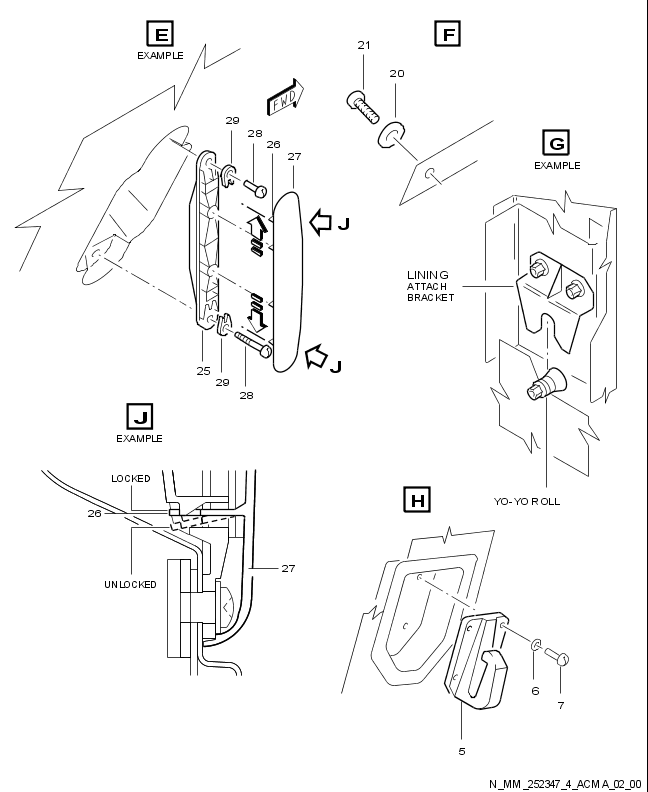 E
EXAMPLE
F
21
20
FWD
29
28
26
27
G
EXAMPLE
J
LINING
ATTACH
BRACKET
J
25
29
28
J
EXAMPLE
LOCKED
26
H
YO-YO ROLL
27
UNLOCKED
6
7
5
N_MM_252347_4_ACMA_02_00